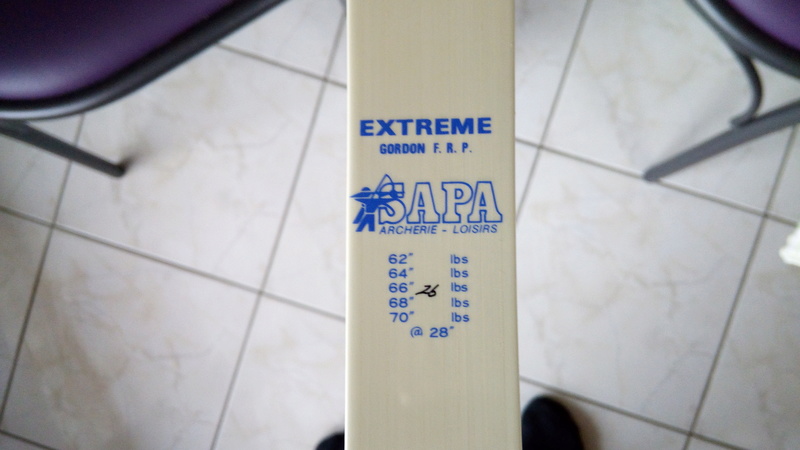 EXTREME
GORDON F. R. P.
SAPA
ARCHERIE - LOISIRS
62" lbs
64" lbs
66" 26 lbs
68" lbs
70" lbs
@ 28"